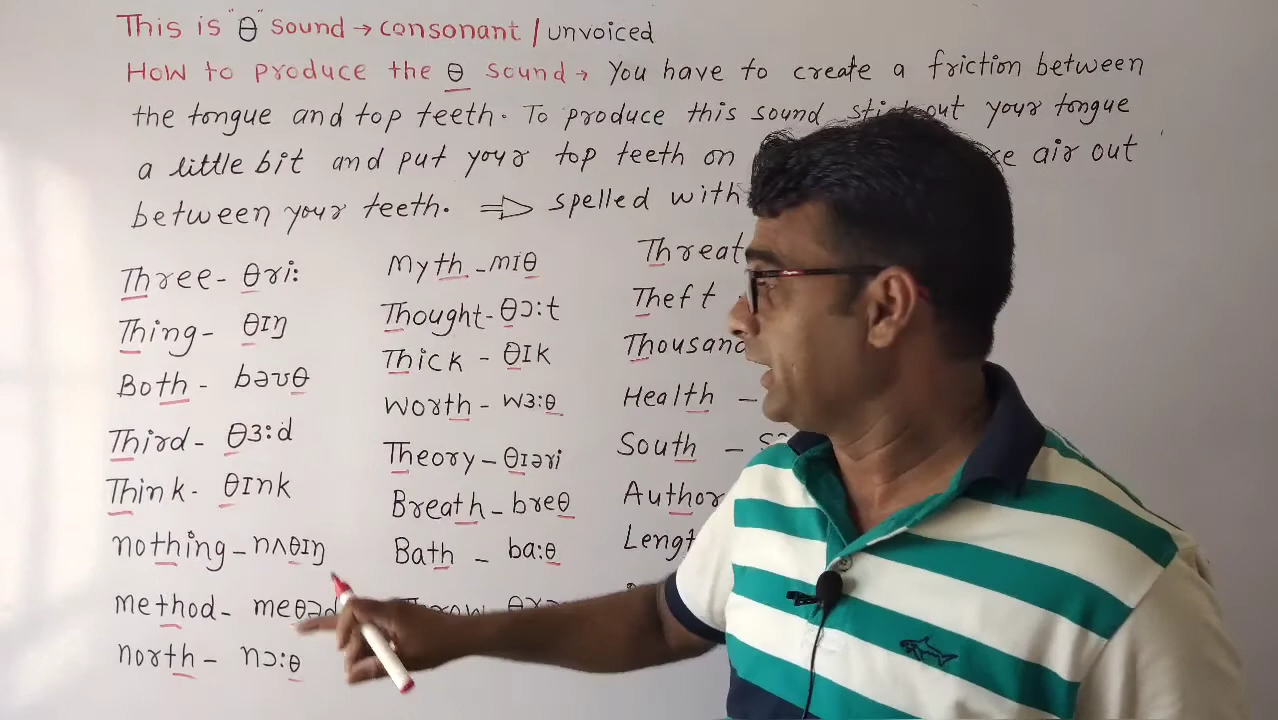 This is "θ" sound → consonant / unvoiced
How to produce the θ sound → You have to create a friction between
the tongue and top teeth. To produce this sound out your tongue
a little bit and put your top teeth on air out
between your teeth. ⇒ spelled with
Three - θri:
Thing - θɪŋ
Both - bəʊθ
Third - θɜ:d
Think - θɪnk
nothing - nʌθɪŋ
method - meθəd
north - nɔ:θ
Myth - mɪθ
Thought - θɔ:t
Thick - θɪk
Worth - wɜ:θ
Theory - θɪəri
Breath - breθ
Bath - ba:θ
Threat
Theft -
Thousand
Health -
South -
Author